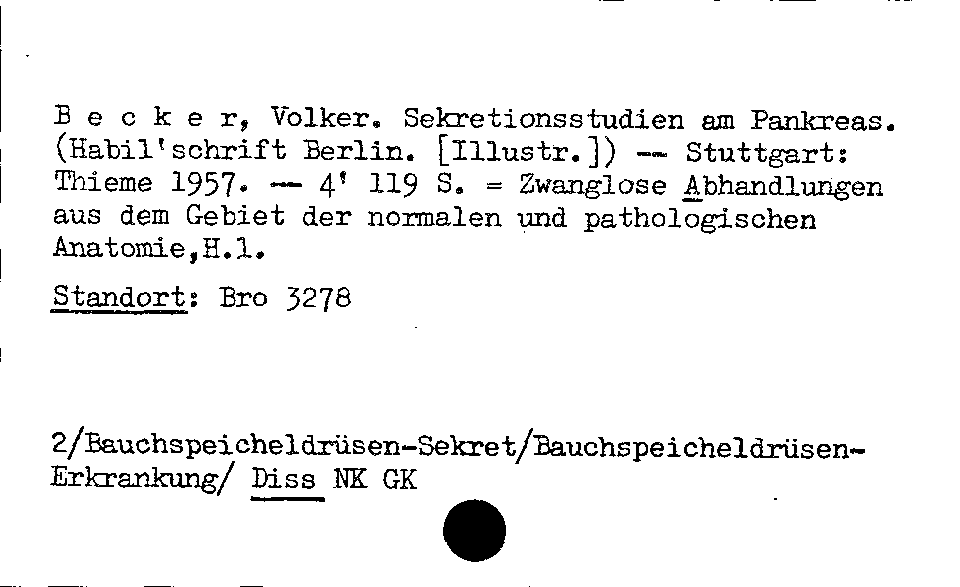 B e c k e r, Volker. Sekretionsstudien am Pankreas.
(Habil'schrift Berlin. [Illustr.]) -- Stuttgart:
Thieme 1957. -- 4' 119 S. = Zwanglose Abhandlungen
aus dem Gebiet der normalen und pathologischen
Anatomie,H.1.
Standort: Bro 3278
2/Bauchspeicheldrüsen-Sekret/Bauchspeicheldrüsen-
Erkrankung/ Diss NK GK